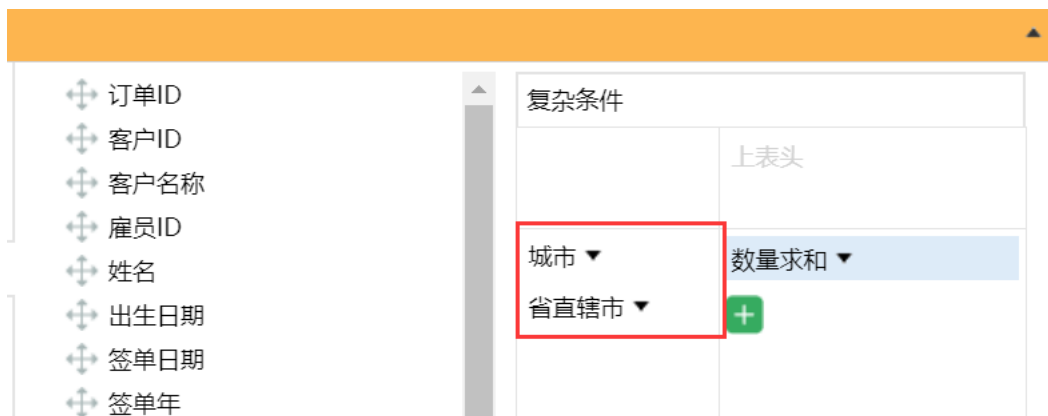 订单ID
客户ID
客户名称
雇员ID
姓名
出生日期
签单日期
签单年
复杂条件
上表头
城市
数量求和
省直辖市